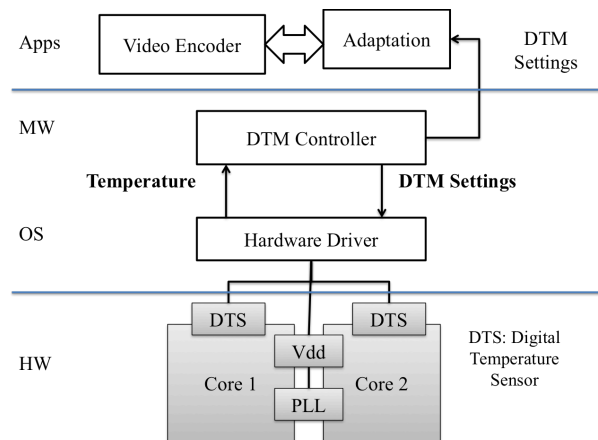 Apps
Video Encoder
Adaptation
DTM
Settings
MW
DTM Controller
Temperature
DTM Settings
OS
Hardware Driver
DTS
DTS
HW
Core 1
Vdd
Core 2
PLL
DTS: Digital
Temperature
Sensor